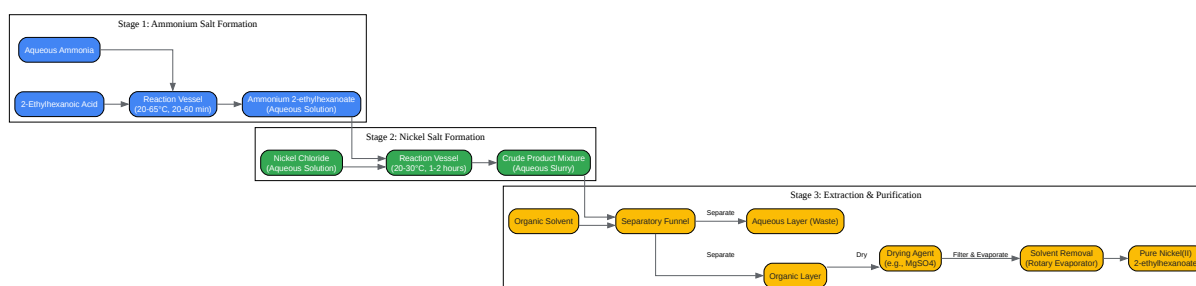 Stage 1: Ammonium Salt Formation
Aqueous Ammonia
2-Ethylhexanoic Acid
Reaction Vessel
(20-65°C, 20-60 min)
Ammonium 2-ethylhexanoate
(Aqueous Solution)
Stage 2: Nickel Salt Formation
Nickel Chloride
(Aqueous Solution)
Reaction Vessel
(20-30°C, 1-2 hours)
Crude Product Mixture
(Aqueous Slurry)
Stage 3: Extraction & Purification
Organic Solvent
Separatory Funnel
Separate
Aqueous Layer (Waste)
Separate
Organic Layer
Dry
Drying Agent
(e.g., MgSO4)
Filter & Evaporate
Solvent Removal
(Rotary Evaporator)
Pure Nickel(II)
2-ethylhexanoate